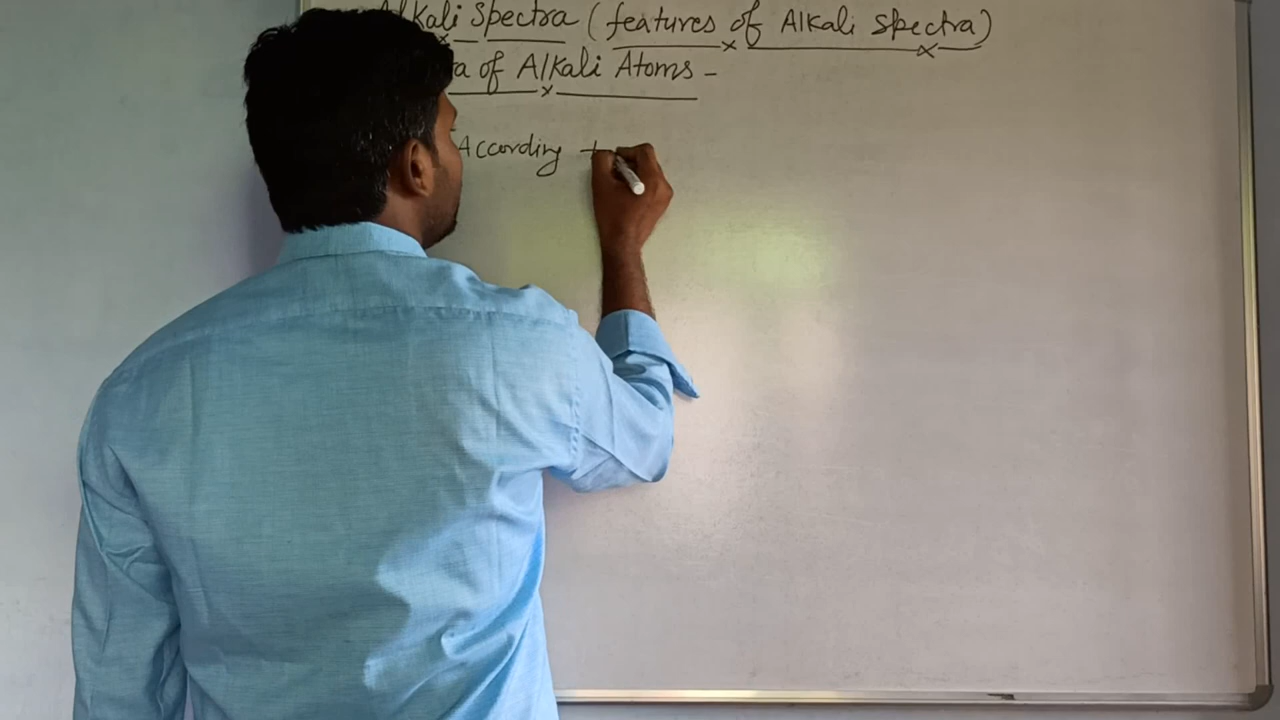 Alkali Spectra (features of Alkali Spectra)
of Alkali Atoms -
According